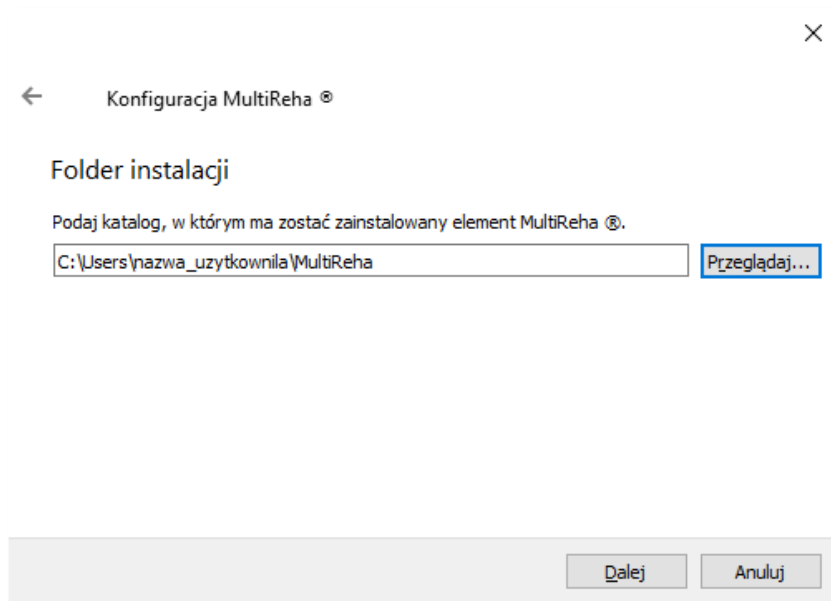 Konfiguracja MultiReha ®
Folder instalacji
Podaj katalog, w którym ma zostać zainstalowany element MultiReha ®.
C:\Users\nazwa_uzytkownila\MultiReha
Przeglądaj...
Dalej
Anuluj